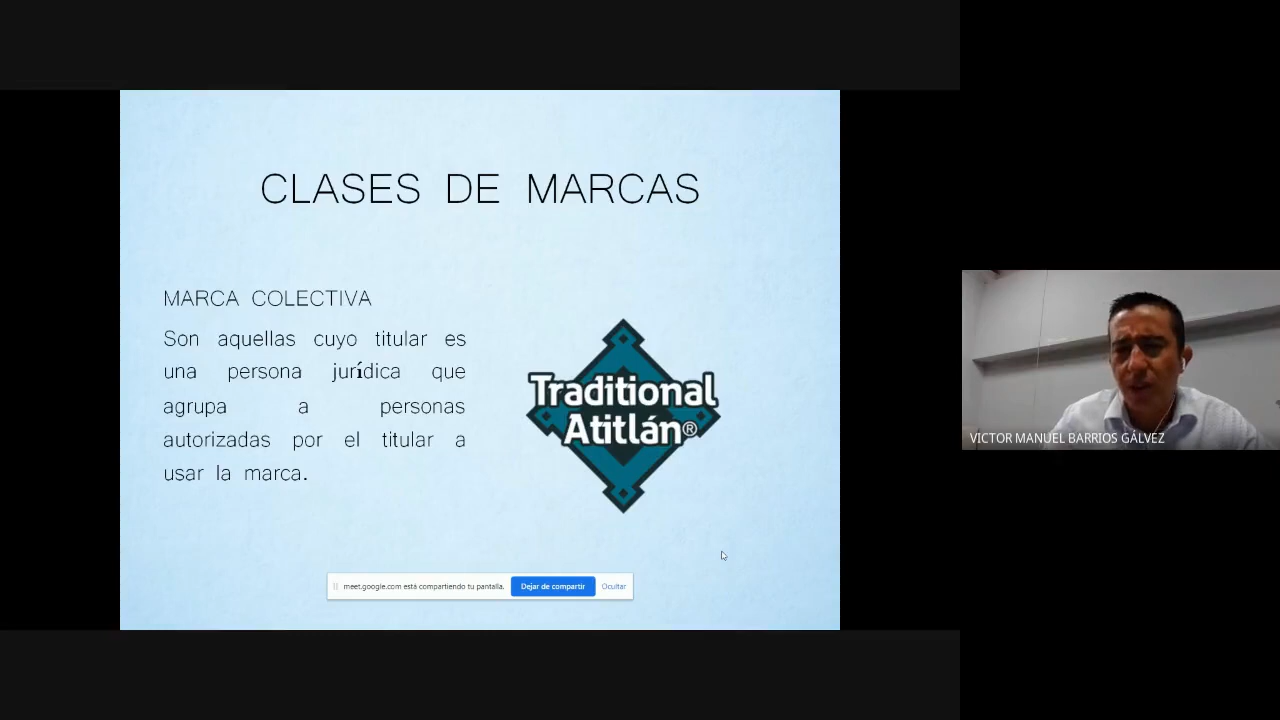 CLASES DE MARCAS
MARCA COLECTIVA
Son aquellas cuyo titular es
una persona jurídica que
agrupa a personas
autorizadas por el titular a
usar la marca.
Traditional
Atitlán®
meet.google.com está compartiendo tu pantalla.
Dejar de compartir
Ocultar
VICTOR MANUEL BARRIOS GÁLVEZ